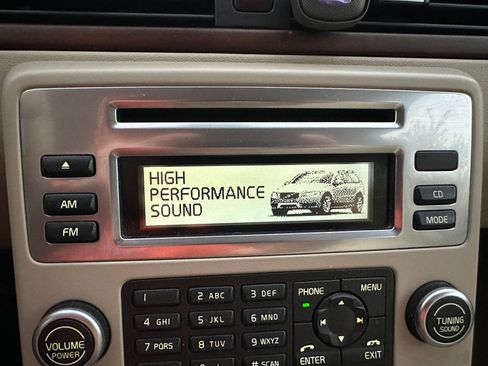 HIGH
PERFORMANCE
SOUND
AM
FM
CD
MODE
1 2 ABC 3 DEF
4 GHI 5 JKL 6 MNO
7 PQRS 8 TUV 9 WXY
# SCAN
PHONE MENU
ENTER EXIT
VOLUME
POWER
TUNING
SOUND